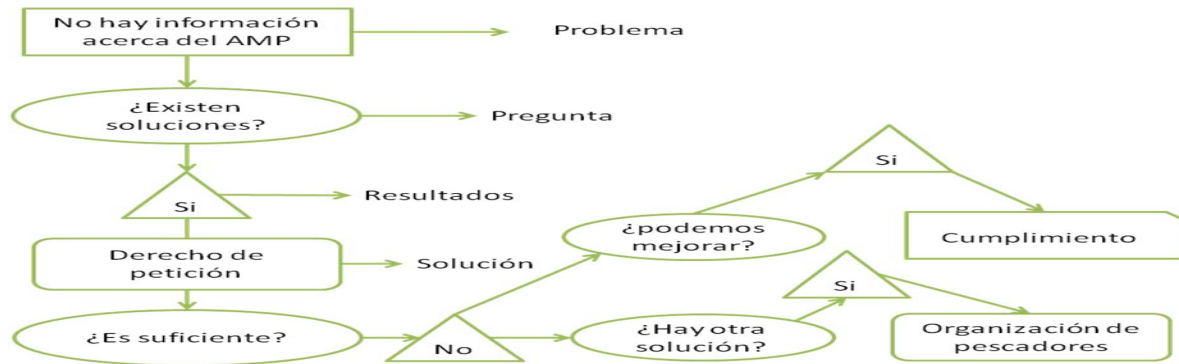 No hay información
acerca del AMP
Problema
¿Existen
soluciones?
Pregunta
Si
Resultados
Derecho de
petición
Solución
¿Es suficiente?
No
¿podemos
mejorar?
Si
Cumplimiento
¿Hay otra
solución?
Si
Organización de
pescadores